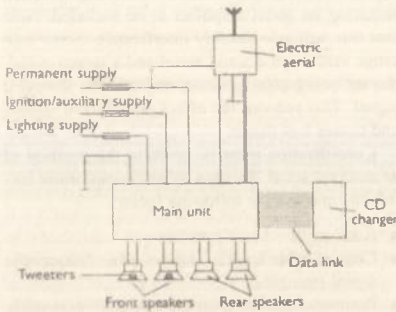 Electric
aerial
Permanent supply
Ignition/auxiliary supply
Lighting supply
Main unit
CD
changer
Data link
Tweeters
Front speakers
Rear speakers